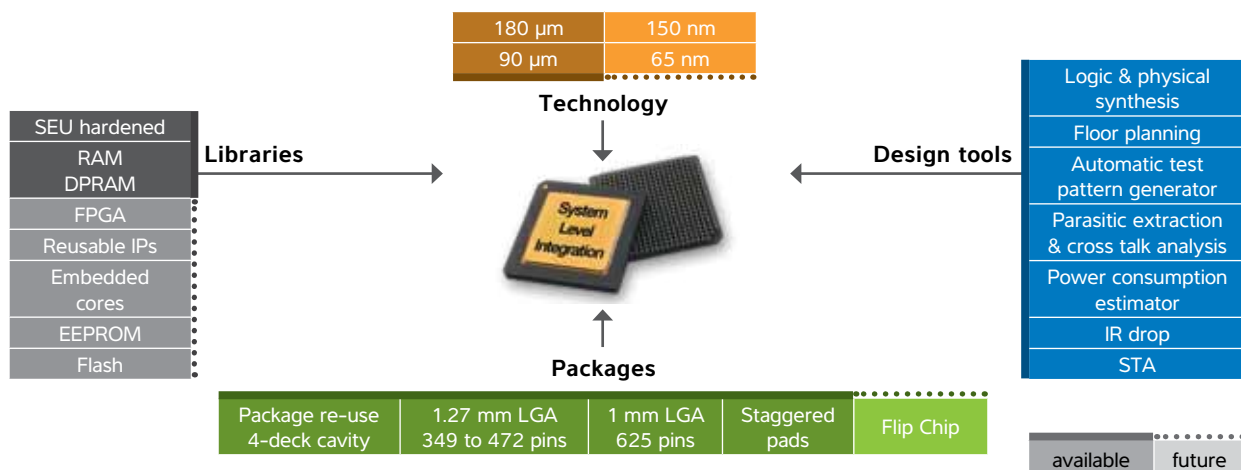 180 µm
150 nm
90 µm
65 nm
Technology
SEU hardened
RAM
DPRAM
FPGA
Reusable IPs
Embedded
cores
EEPROM
Flash
Libraries
System
Level
Integration
Design tools
Logic & physical
synthesis
Floor planning
Automatic test
pattern generator
Parasitic extraction
& cross talk analysis
Power consumption
estimator
IR drop
STA
Packages
Package re-use
4-deck cavity
1.27 mm LGA
349 to 472 pins
1 mm LGA
625 pins
Staggered
pads
Flip Chip
available
future